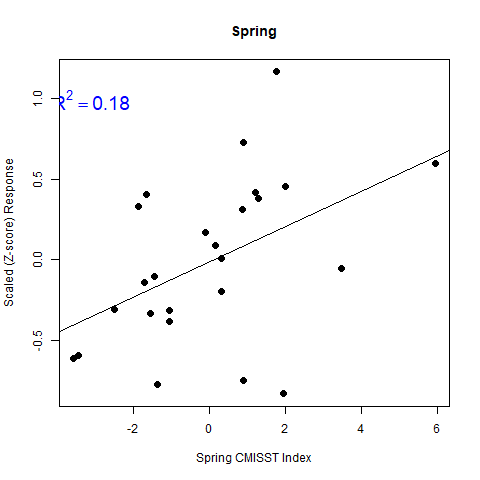 Spring
R² = 0.18
Scaled (Z-score) Response
1.0
0.5
0.0
-0.5
-2 0 2 4 6
Spring CMISST Index